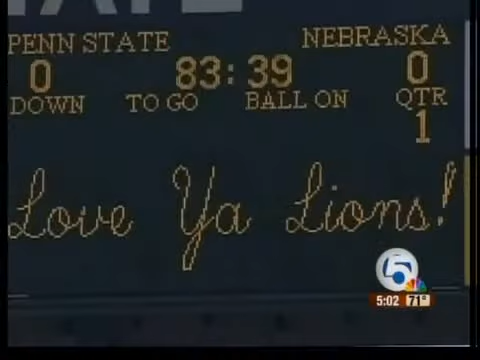 PENN STATE NEBRASKA
0 83:39 0
DOWN TO GO BALL ON QTR
1
Love Ya Lions!
5
5:02 71°